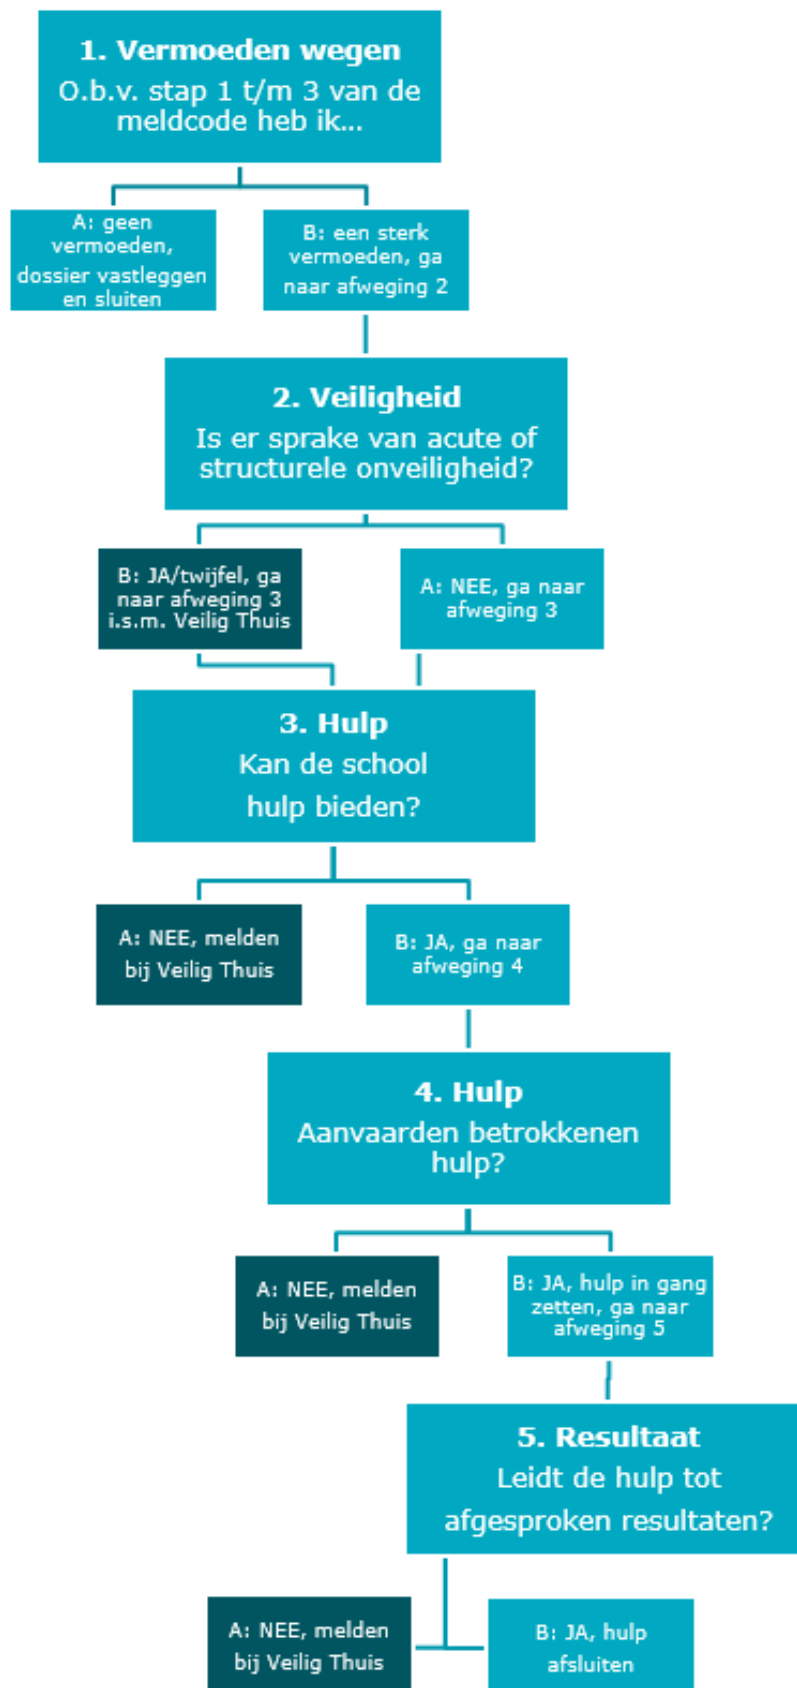 1. Vermoeden wegen
O.b.v. stap 1 t/m 3 van de
meldcode heb ik...
A: geen
vermoeden,
dossier vastleggen
en sluiten
B: een sterk
vermoeden, ga
naar afweging 2
2. Veiligheid
Is er sprake van acute of
structurele onveiligheid?
B: JA/twijfel, ga
naar afweging 3
i.s.m. Veilig Thuis
A: NEE, ga naar
afweging 3
3. Hulp
Kan de school
hulp bieden?
A: NEE, melden
bij Veilig Thuis
B: JA, ga naar
afweging 4
4. Hulp
Aanvaarden betrokkenen
hulp?
A: NEE, melden
bij Veilig Thuis
B: JA, hulp in gang
zetten, ga naar
afweging 5
5. Resultaat
Leidt de hulp tot
afgesproken resultaten?
A: NEE, melden
bij Veilig Thuis
B: JA, hulp
afsluiten